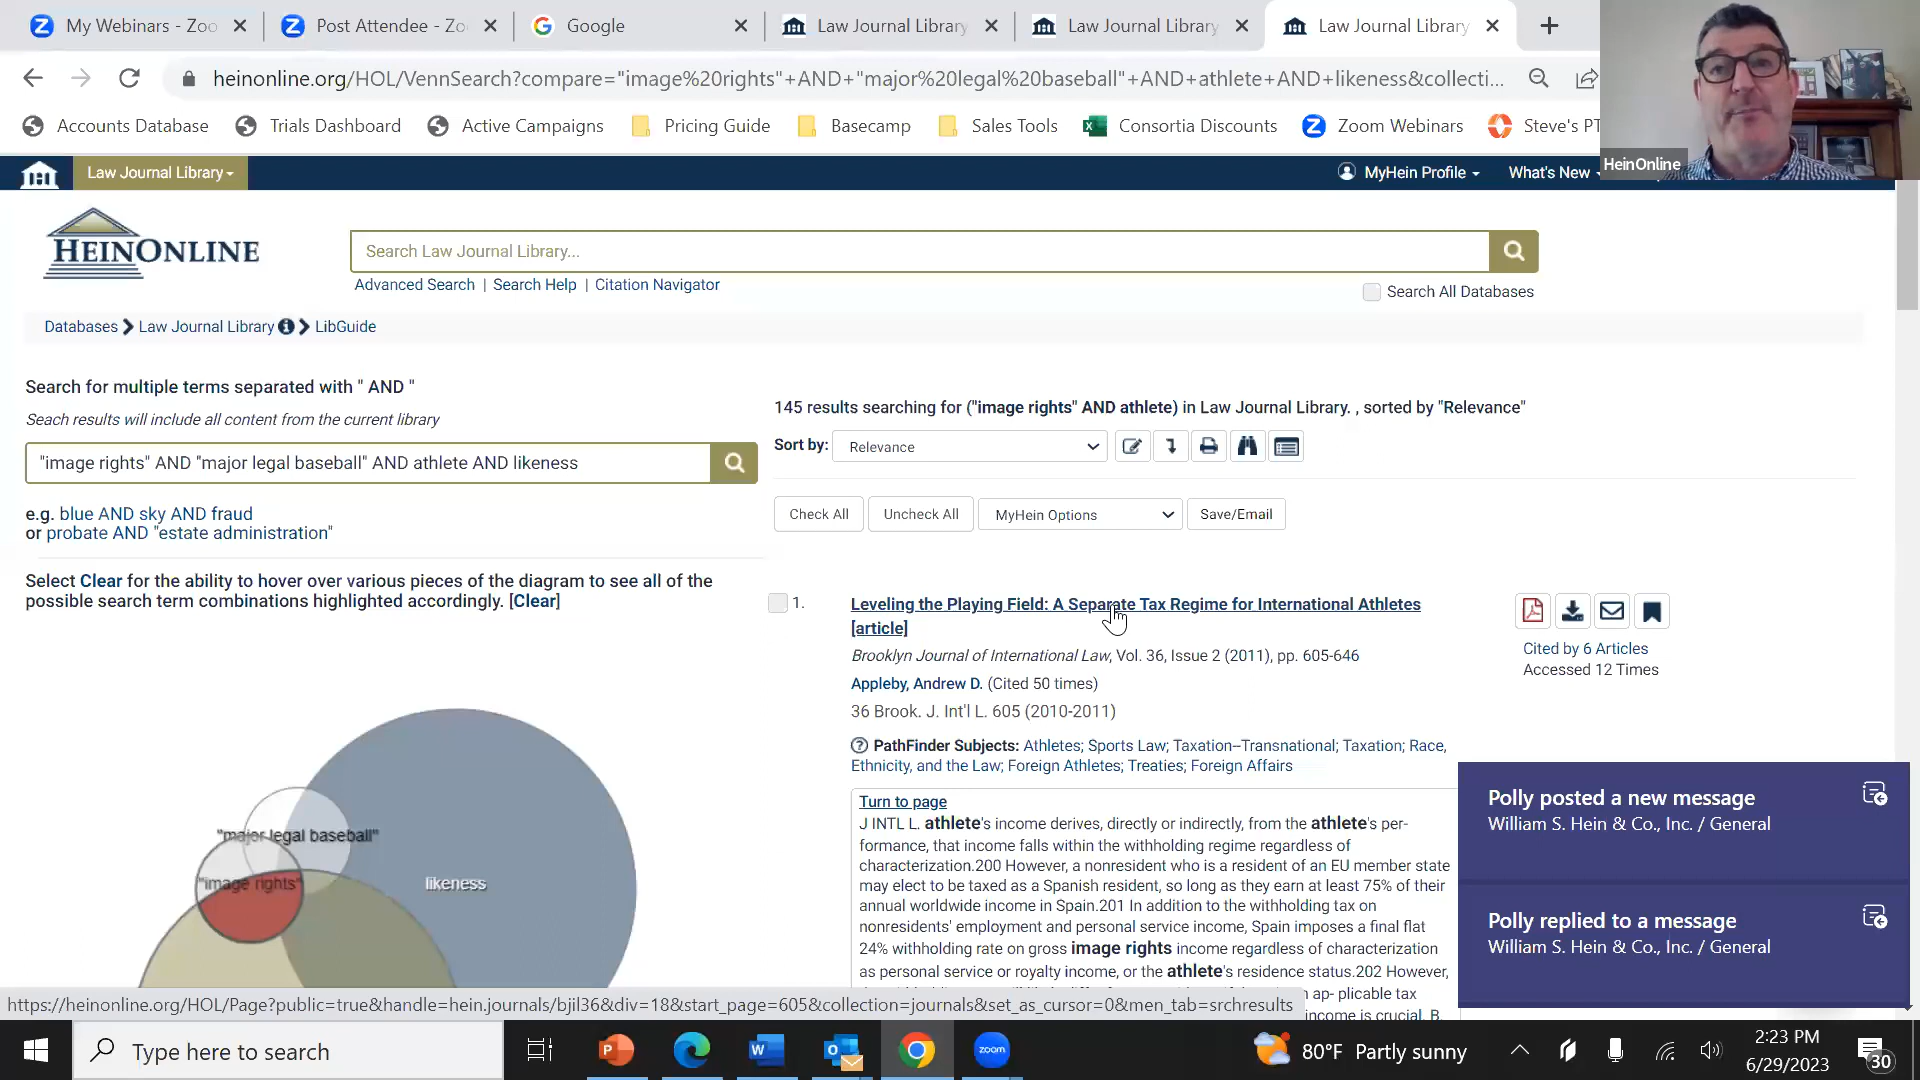 My Webinars - Zoo
Post Attendee - Zo
Google
Law Journal Library
Law Journal Library
Law Journal Library
heinonline.org/HOL/VennSearch?compare="image%20rights"+AND+"major%20legal%20baseball"+AND+athlete+AND+likeness&collecti...
Accounts Database
Trials Dashboard
Active Campaigns
Pricing Guide
Basecamp
Sales Tools
Consortia Discounts
Zoom Webinars
Steve's PT
HeinOnline
Law Journal Library
MyHein Profile
What's New
HEINONLINE
Search Law Journal Library...
Advanced Search | Search Help | Citation Navigator
Search All Databases
Databases
Law Journal Library
LibGuide
Search for multiple terms separated with " AND "
Seach results will include all content from the current library
"image rights" AND "major legal baseball" AND athlete AND likeness
e.g. blue AND sky AND fraud
or probate AND "estate administration"
Select Clear for the ability to hover over various pieces of the diagram to see all of the
possible search term combinations highlighted accordingly. [Clear]
"major legal baseball"
"image rights"
likeness
145 results searching for ("image rights" AND athlete) in Law Journal Library. , sorted by "Relevance"
Sort by:
Relevance
Check All
Uncheck All
MyHein Options
Save/Email
1.
Leveling the Playing Field: A Separate Tax Regime for International Athletes
[article]
Brooklyn Journal of International Law, Vol. 36, Issue 2 (2011), pp. 605-646
Appleby, Andrew D. (Cited 50 times)
36 Brook. J. Int'l L. 605 (2010-2011)
PathFinder Subjects: Athletes; Sports Law; Taxation--Transnational; Taxation; Race,
Ethnicity, and the Law; Foreign Athletes; Treaties; Foreign Affairs
Cited by 6 Articles
Accessed 12 Times
Turn to page
J INTL L. athlete's income derives, directly or indirectly, from the athlete's per-
formance, that income falls within the withholding regime regardless of
characterization.200 However, a nonresident who is a resident of an EU member state
may elect to be taxed as a Spanish resident, so long as they earn at least 75% of their
annual worldwide income in Spain.201 In addition to the withholding tax on
nonresidents' employment and personal service income, Spain imposes a final flat
24% withholding rate on gross image rights income regardless of characterization
as personal service or royalty income, or the athlete's residence status.202 However,
n ap- plicable tax
income is crucial. B.
Polly posted a new message
William S. Hein & Co., Inc. / General
Polly replied to a message
William S. Hein & Co., Inc. / General
https://heinonline.org/HOL/Page?public=true&handle=hein.journals/bjil36&div=18&start_page=605&collection=journals&set_as_cursor=0&men_tab=srchresults
Type here to search
zoom
80°F Partly sunny
2:23 PM
6/29/2023
30